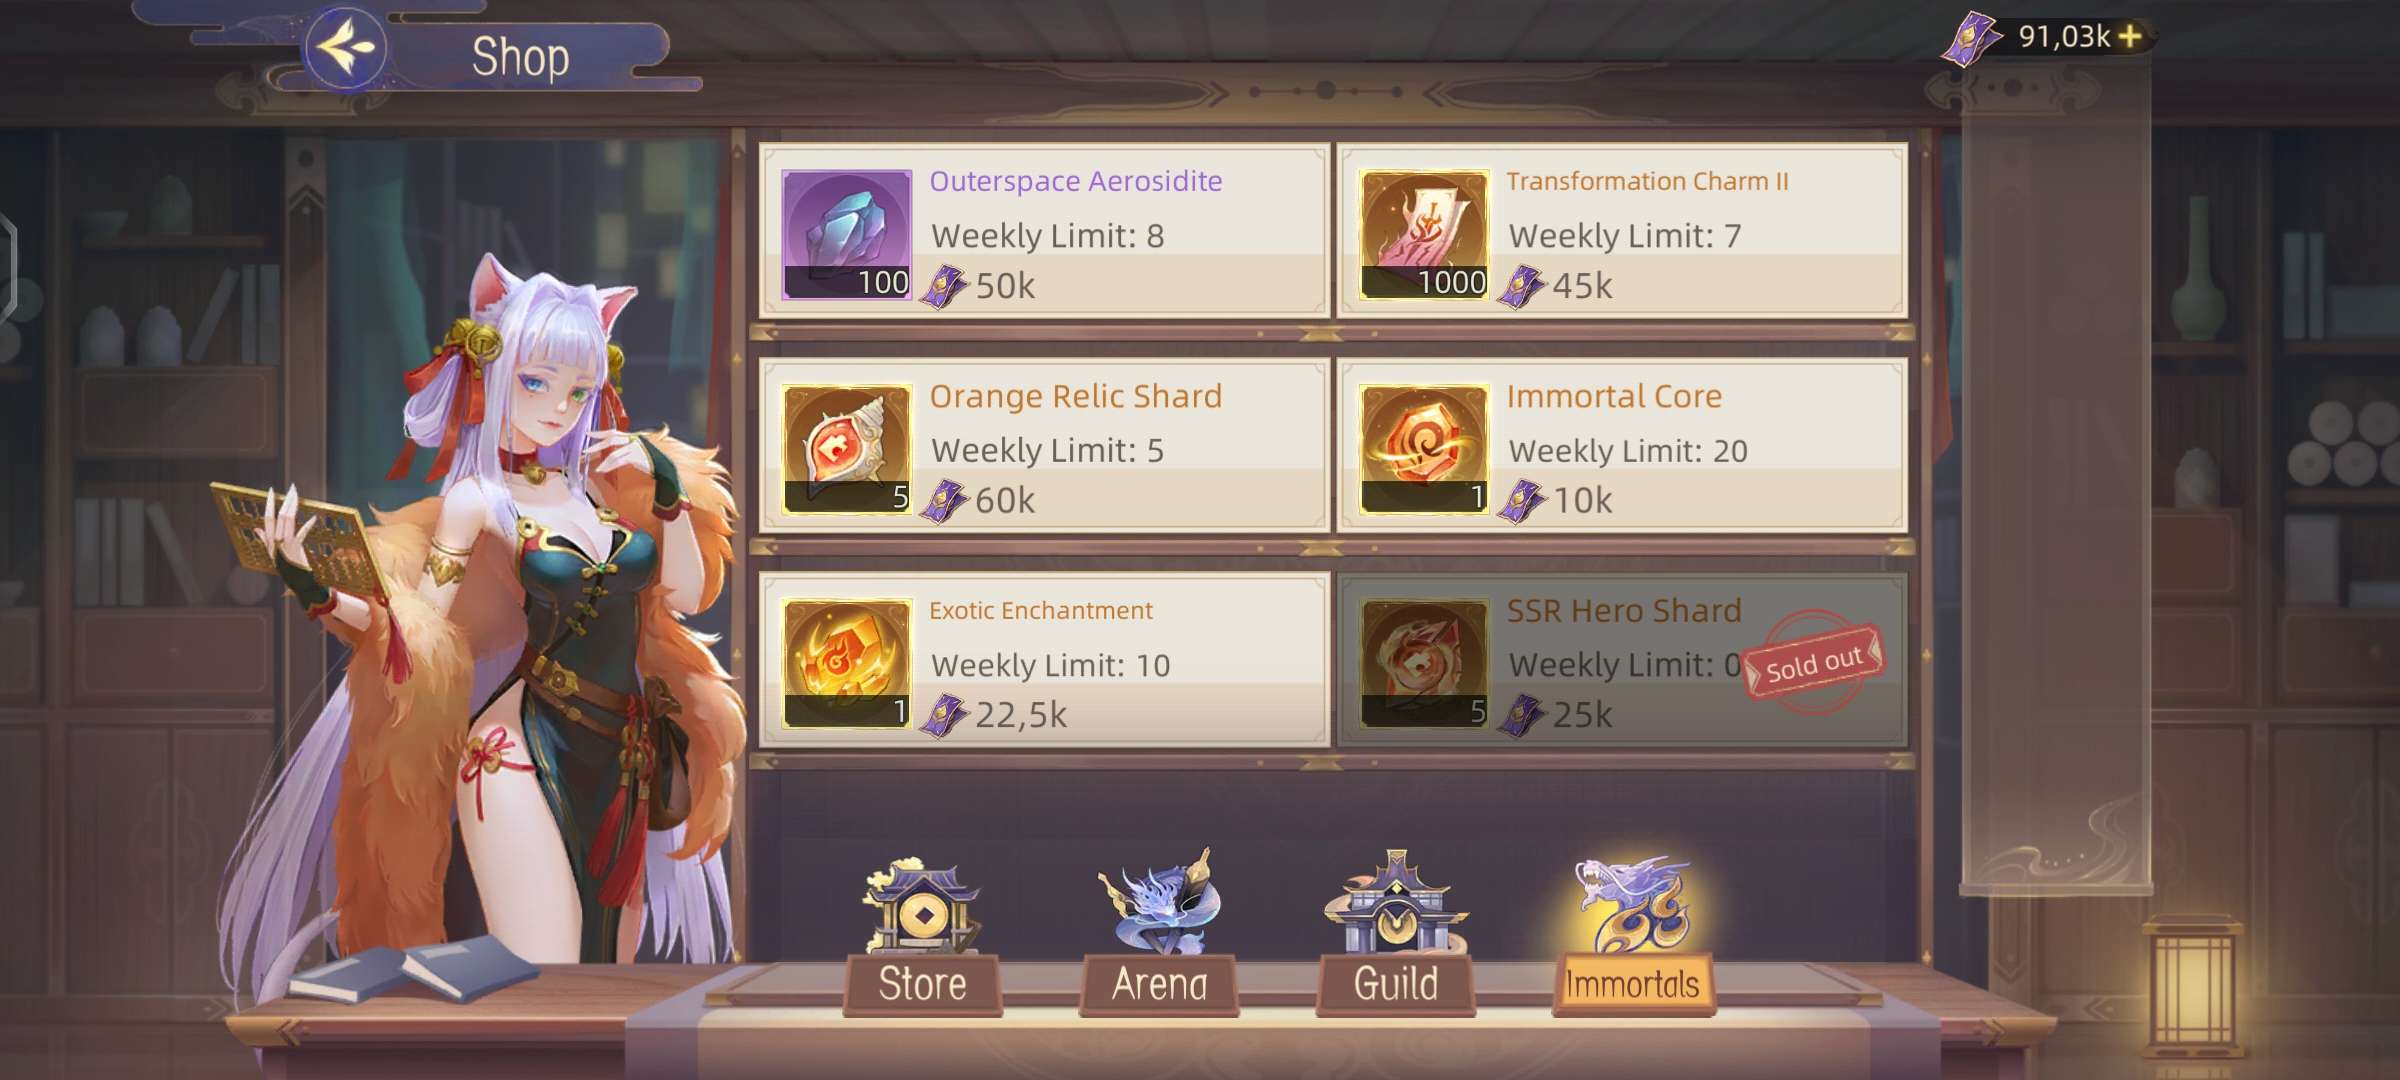 Shop
91,03k
Outerspace Aerosidite
Weekly Limit: 8
100
50k
Transformation Charm II
Weekly Limit: 7
1000
45k
Orange Relic Shard
Weekly Limit: 5
5
60k
Immortal Core
Weekly Limit: 20
1
10k
Exotic Enchantment
Weekly Limit: 10
1
22,5k
SSR Hero Shard
Weekly Limit: 0
Sold out
5
25k
Store
Arena
Guild
Immortals